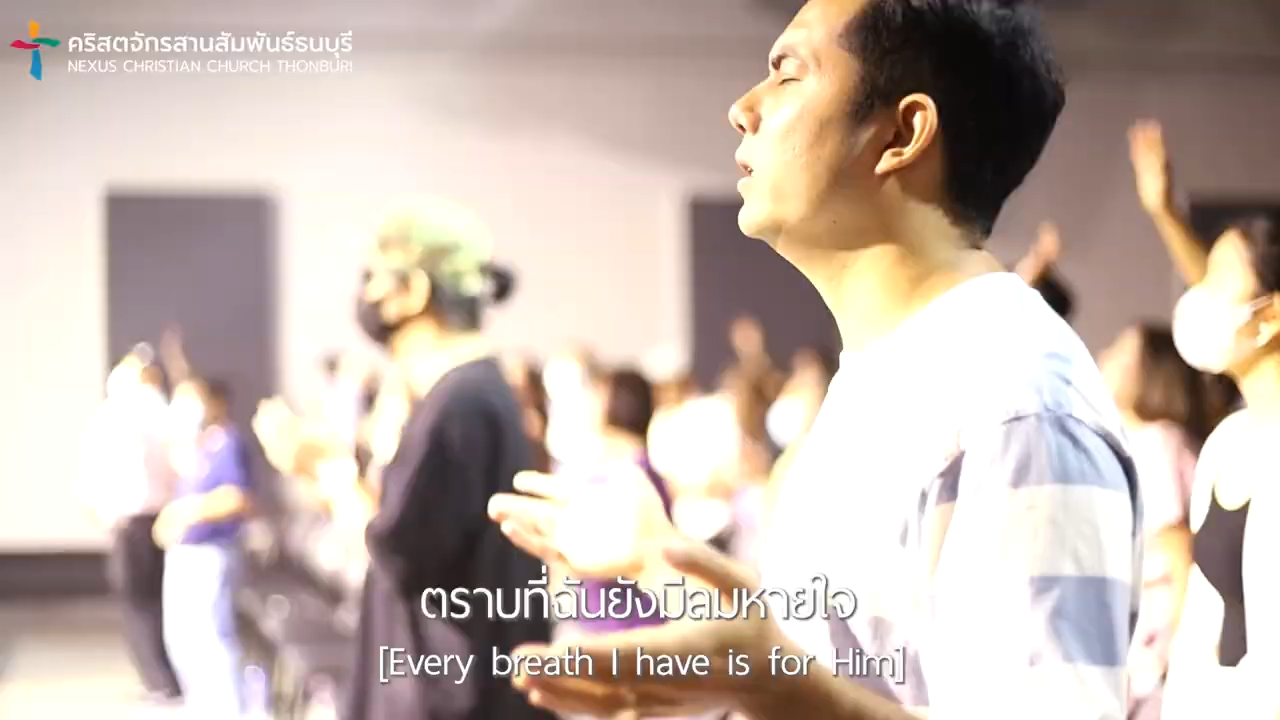 คริสตจักรสานสัมพันธ์ธนบุรี
NEXUS CHRISTIAN CHURCH THONBURI
ตราบที่ฉันยังมีลมหายใจ
[Every breath I have is for Him]